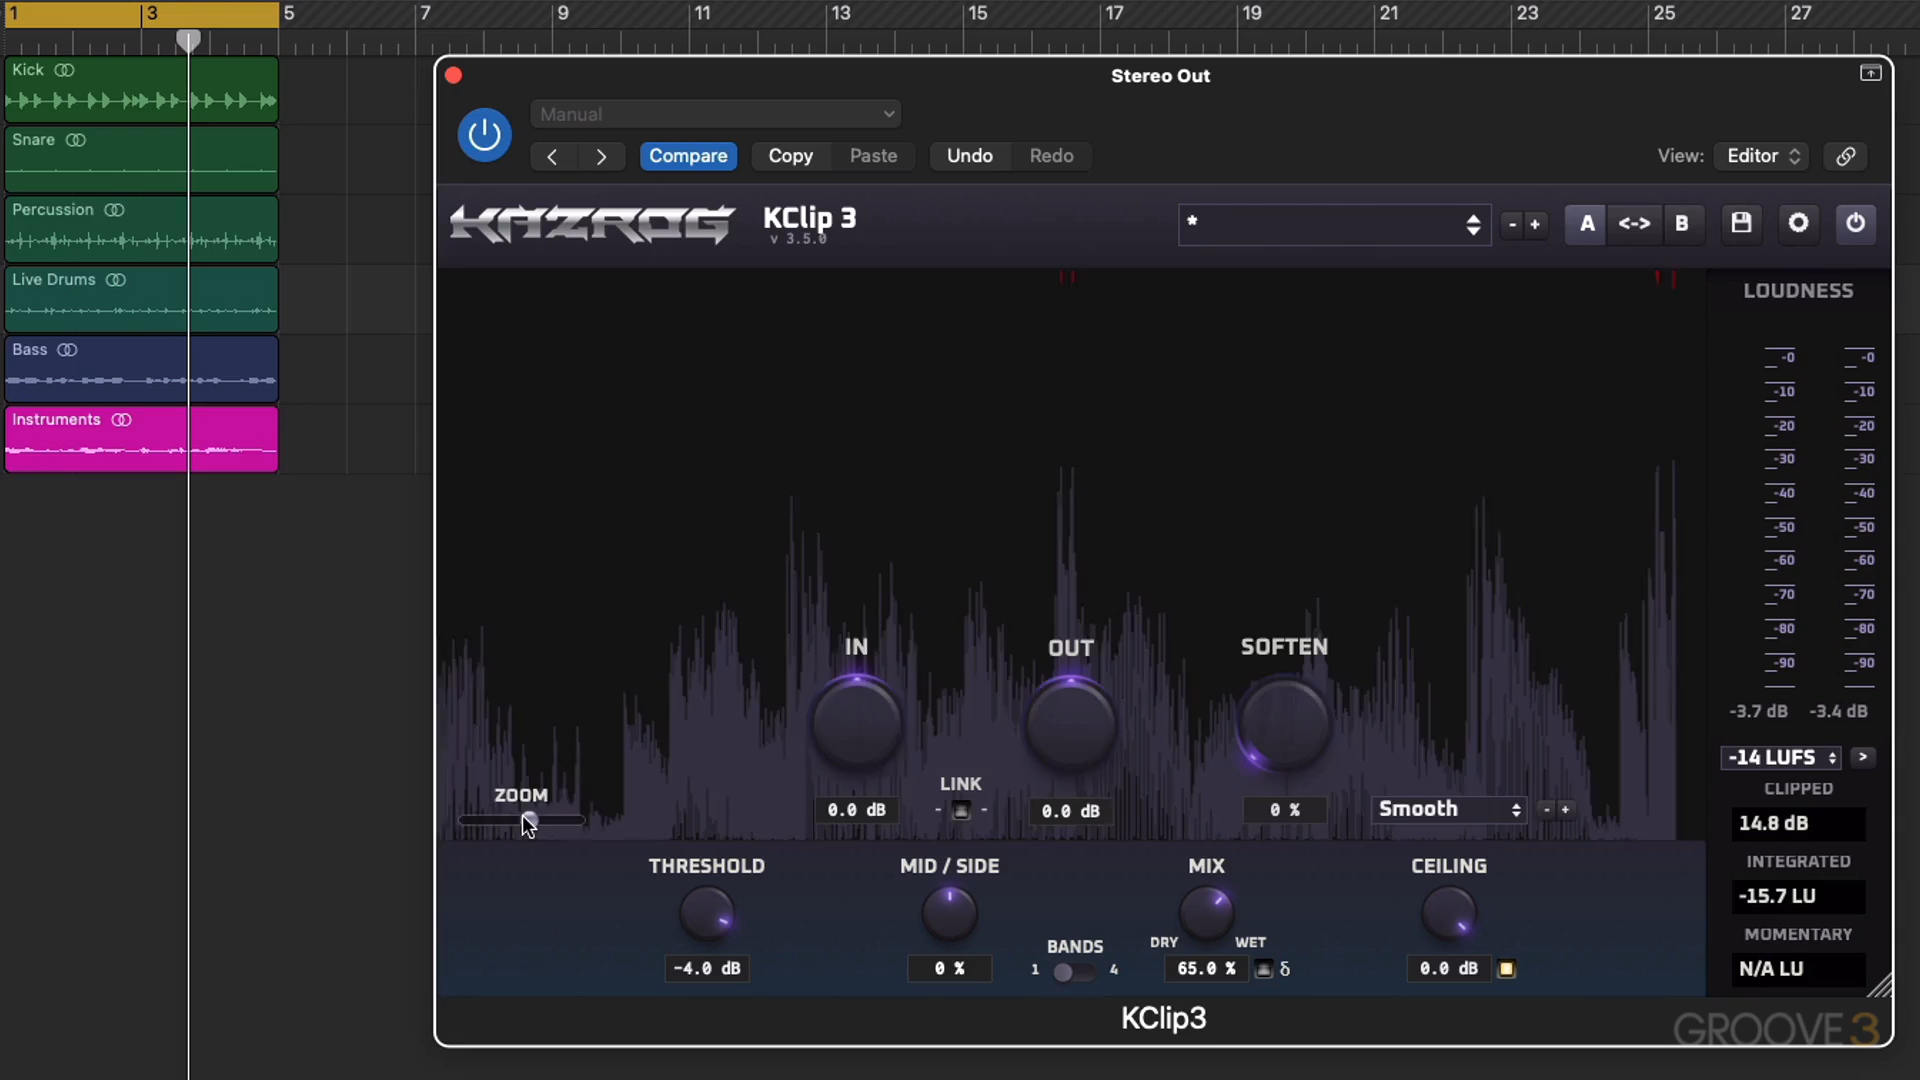 1 3 5 7 9 11 13 15 17 19 21 23 25 27
Kick
Snare
Percussion
Live Drums
Bass
Instruments
Stereo Out
Manual
Compare Copy Paste Undo Redo
View: Editor
KAZROG KClip 3
v 3.5.0
* - + A <-> B
LOUDNESS
-0 -0
-10 -10
-20 -20
-30 -30
-40 -40
-50 -50
-60 -60
-70 -70
-80 -80
-90 -90
-3.7 dB -3.4 dB
-14 LUFS >
CLIPPED
14.8 dB
INTEGRATED
-15.7 LU
MOMENTARY
N/A LU
IN OUT SOFTEN
ZOOM
LINK
- -
0.0 dB 0.0 dB 0 % Smooth - +
THRESHOLD MID / SIDE MIX CEILING
DRY WET
BANDS
1 4
-4.0 dB 0 % 65.0 % δ 0.0 dB
KClip3
GROOVE 3